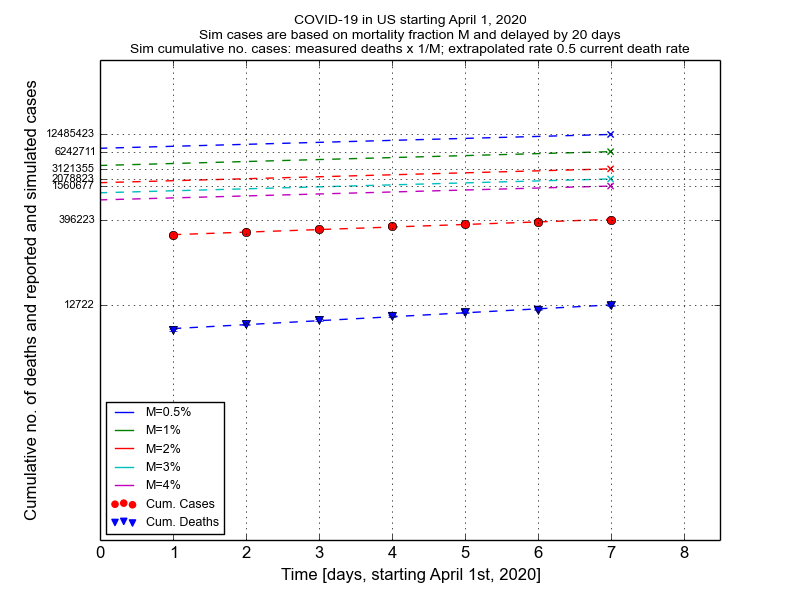 COVID-19 in US starting April 1, 2020
Sim cases are based on mortality fraction M and delayed by 20 days
Sim cumulative no. cases: measured deaths x 1/M; extrapolated rate 0.5 current death rate
Cumulative no. of deaths and reported and simulated cases
12485423
6242711
3121355
2078823
1560677
396223
12722
M=0.5%
M=1%
M=2%
M=3%
M=4%
Cum. Cases
Cum. Deaths
0 1 2 3 4 5 6 7 8
Time [days, starting April 1st, 2020]